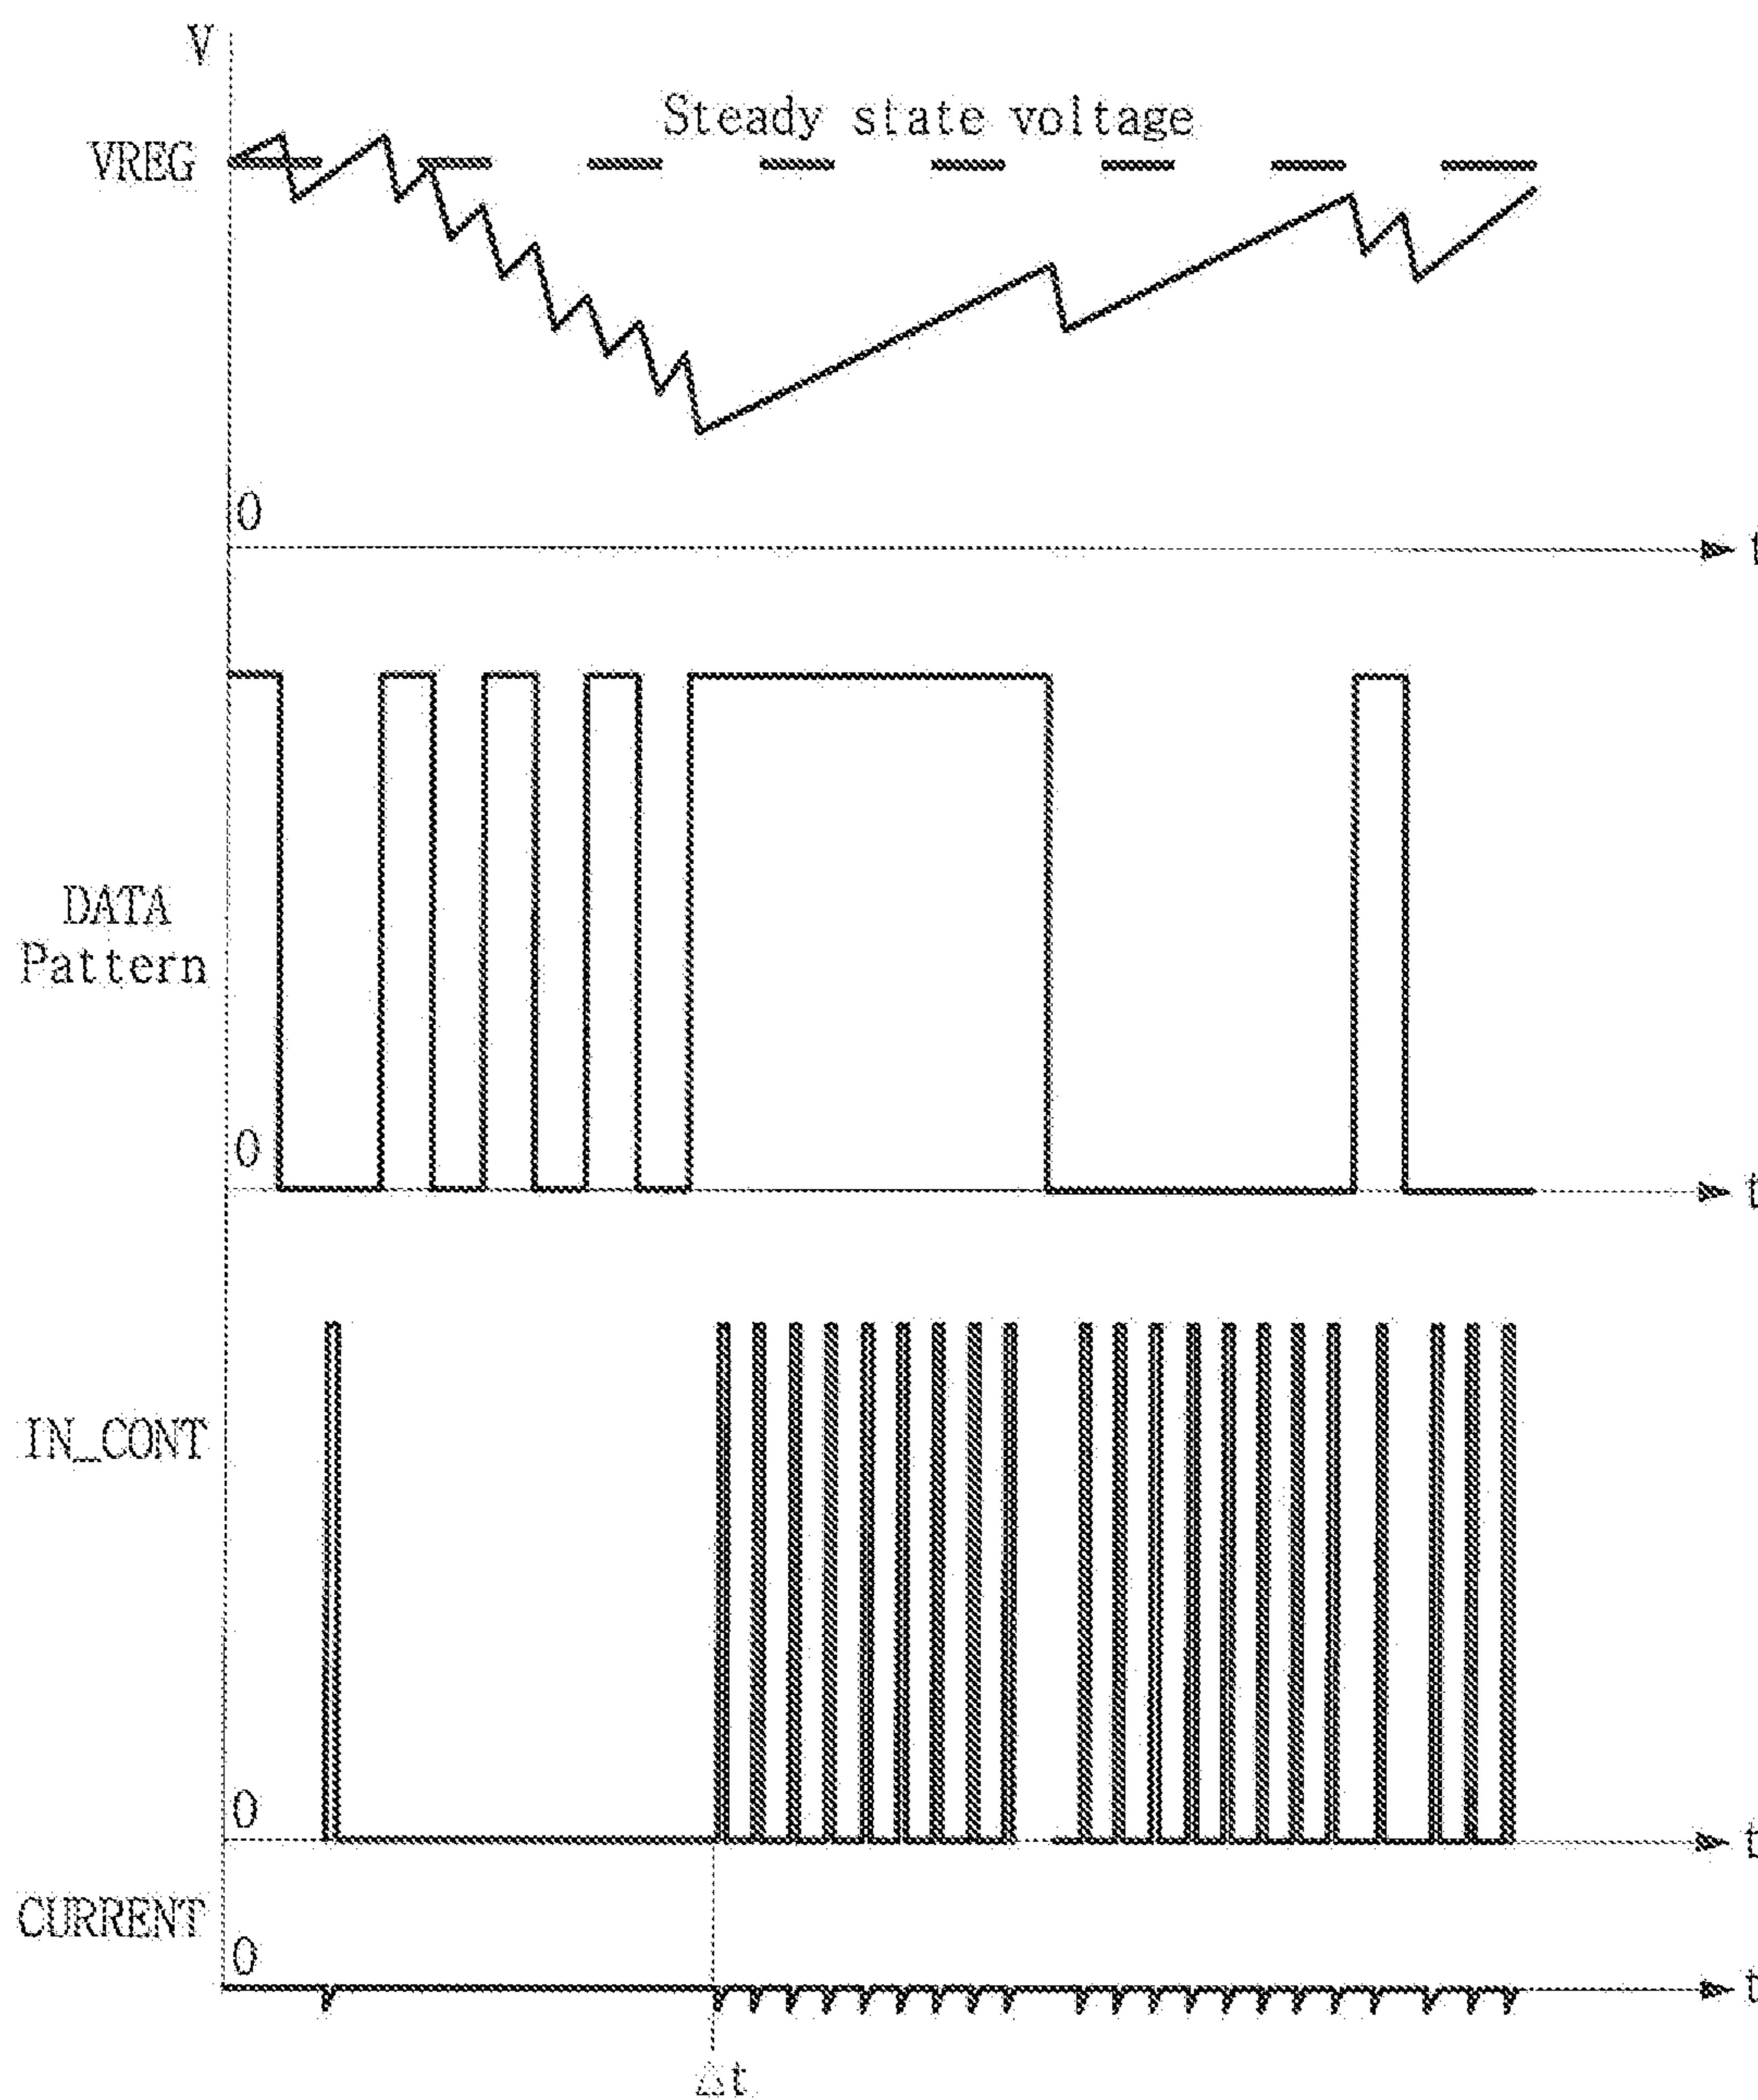 V
Steady state voltage
VREG
0
t
DATA
Pattern
0
t
IN_CONT
0
t
CURRENT
0
t
Δt